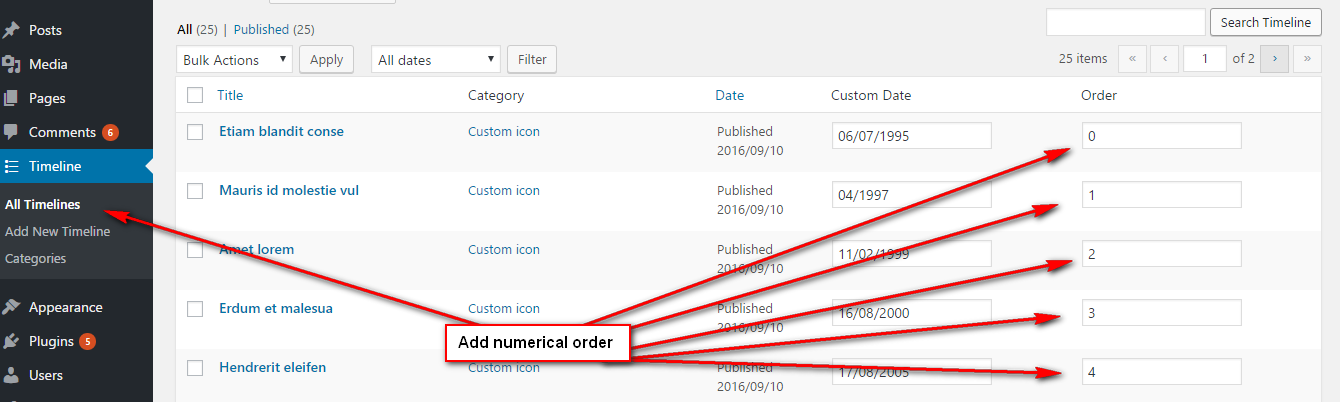 Posts
Media
Pages
Comments 6
Timeline
All Timelines
Add New Timeline
Categories
Appearance
Plugins 5
Users
All (25) | Published (25)
Search Timeline
Bulk Actions Apply All dates Filter
25 items « ‹ 1 of 2 › »
Title Category Date Custom Date Order
Etiam blandit conse Custom icon Published 2016/09/10 06/07/1995 0
Mauris id molestie vul Custom icon Published 2016/09/10 04/1997 1
Amet lorem Custom icon Published 2016/09/10 11/02/1999 2
Erdum et malesua Custom icon Published 2016/09/10 16/08/2000 3
Hendrerit eleifen Custom icon Published 2016/09/10 17/08/2005 4
Add numerical order